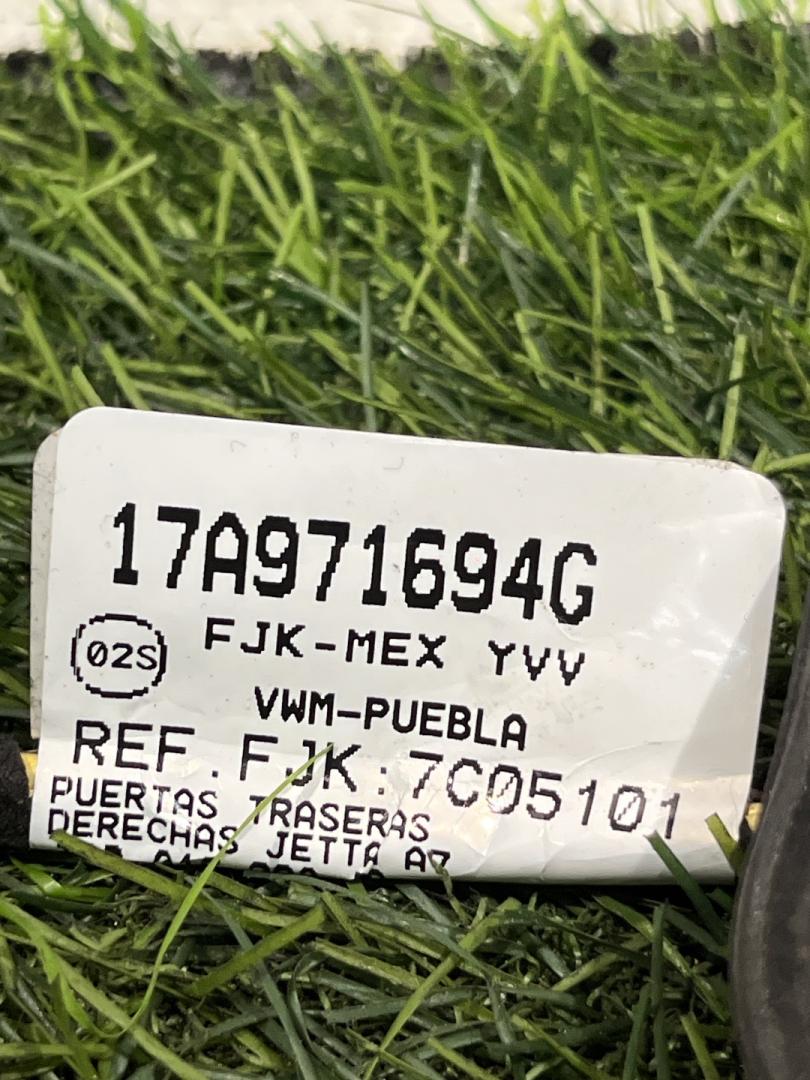 17A971694G
02S FJK-MEX YVV
VWM-PUEBLA
REF.FJK:7C05101
PUERTAS TRASERAS
DERECHAS JETTA A7